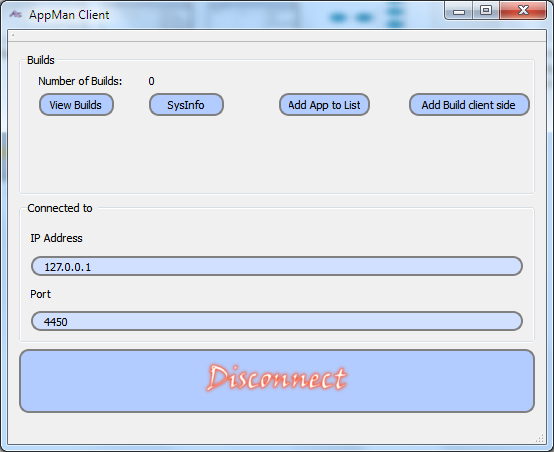 AppMan Client
Builds
Number of Builds: 0
View Builds SysInfo Add App to List Add Build client side
Connected to
IP Address
127.0.0.1
Port
4450
Disconnect